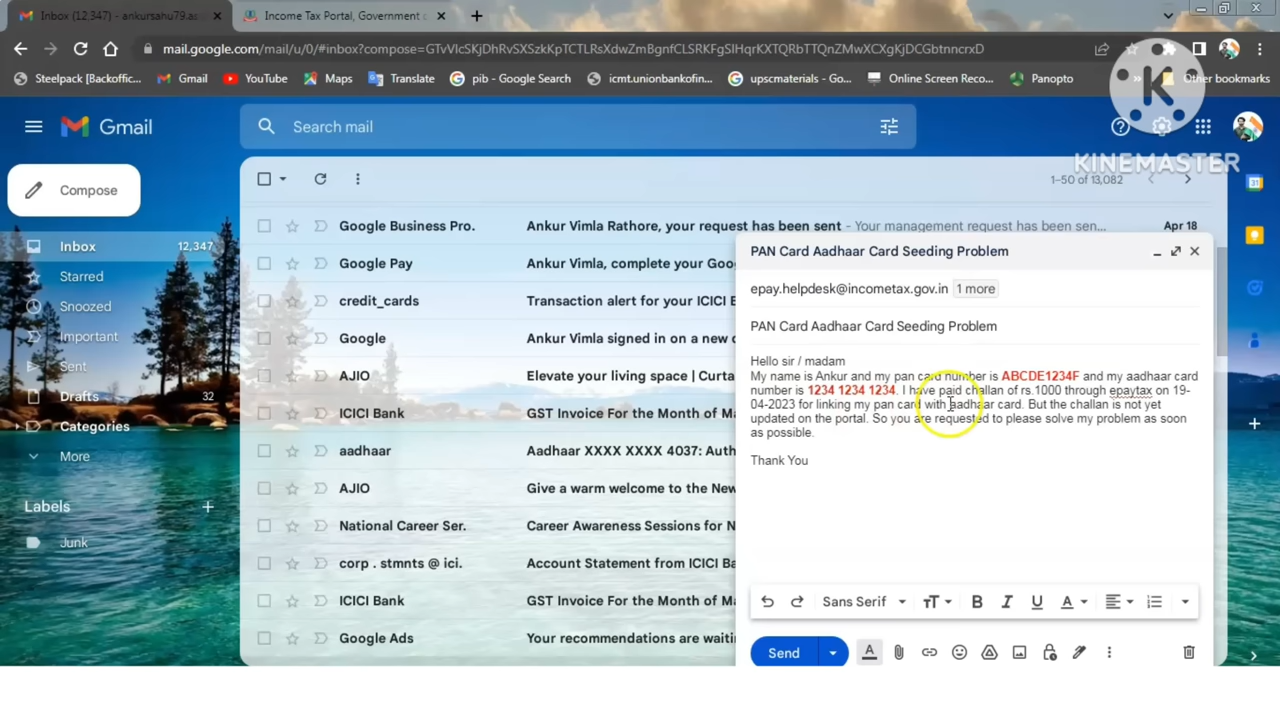 Inbox (12,347) - ankursahu79.as
Income Tax Portal, Government o
mail.google.com/mail/u/0/#inbox?compose=GTvVlcSKjDhRvSXSzkKpTCTLRsXdwZmBgnfCLSRKFgSlHqrKXTQRbTTQnZMwXCXgKjDCGbtnncrxD
Steelpack [Backoffic...
Gmail
YouTube
Maps
Translate
pib - Google Search
icmt.unionbankofin...
upscmaterials - Go...
Online Screen Reco...
Panopto
Other bookmarks
K
KINEMASTER
Gmail
Search mail
Compose
1-50 of 13,082
Inbox 12,347
Starred
Snoozed
Important
Sent
Drafts 32
Categories
More
Labels
Junk
Google Business Pro. Ankur Vimla Rathore, your request has been sent - Your management request has been sen... Apr 18
Google Pay Ankur Vimla, complete your Goo
credit_cards Transaction alert for your ICICI B
Google Ankur Vimla signed in on a new d
AJIO Elevate your living space | Curta
ICICI Bank GST Invoice For the Month of M
aadhaar Aadhaar XXXX XXXX 4037: Auth
AJIO Give a warm welcome to the New
National Career Ser. Career Awareness Sessions for N
corp . stmnts @ ici. Account Statement from ICICI Ba
ICICI Bank GST Invoice For the Month of Ma
Google Ads Your recommendations are waitin
PAN Card Aadhaar Card Seeding Problem
epay.helpdesk@incometax.gov.in 1 more
PAN Card Aadhaar Card Seeding Problem
Hello sir / madam
My name is Ankur and my pan card number is ABCDE1234F and my aadhaar card
number is 1234 1234 1234. I have paid challan of rs.1000 through epaytax on 19-
04-2023 for linking my pan card with aadhaar card. But the challan is not yet
updated on the portal. So you are requested to please solve my problem as soon
as possible.
Thank You
Sans Serif
Send